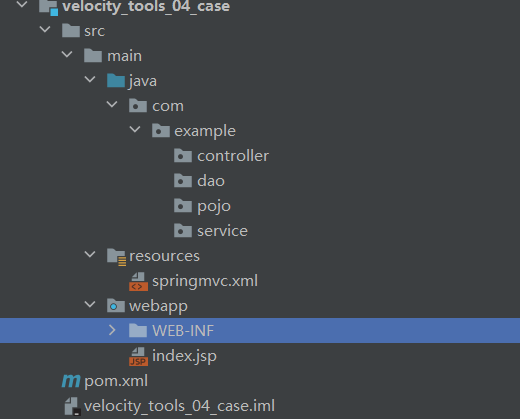 velocity_tools_04_case
src
main
java
com
example
controller
dao
pojo
service
resources
springmvc.xml
webapp
WEB-INF
JSP index.jsp
m pom.xml
velocity_tools_04_case.iml